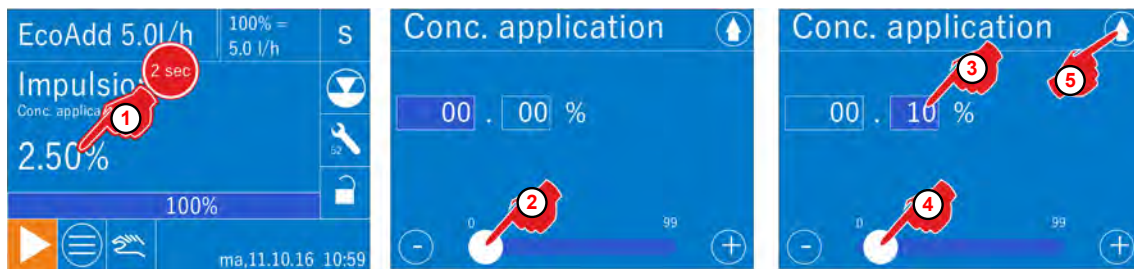 EcoAdd 5.0l/h
100% =
5.0 l/h
S
2 sec
Conc. applica
1
2.50%
52
100%
ma,11.10.16 10:59
Conc. application
00 . 00 %
2
0
99
-
+
Conc. application
3
5
00 . 10 %
4
0
99
-
+